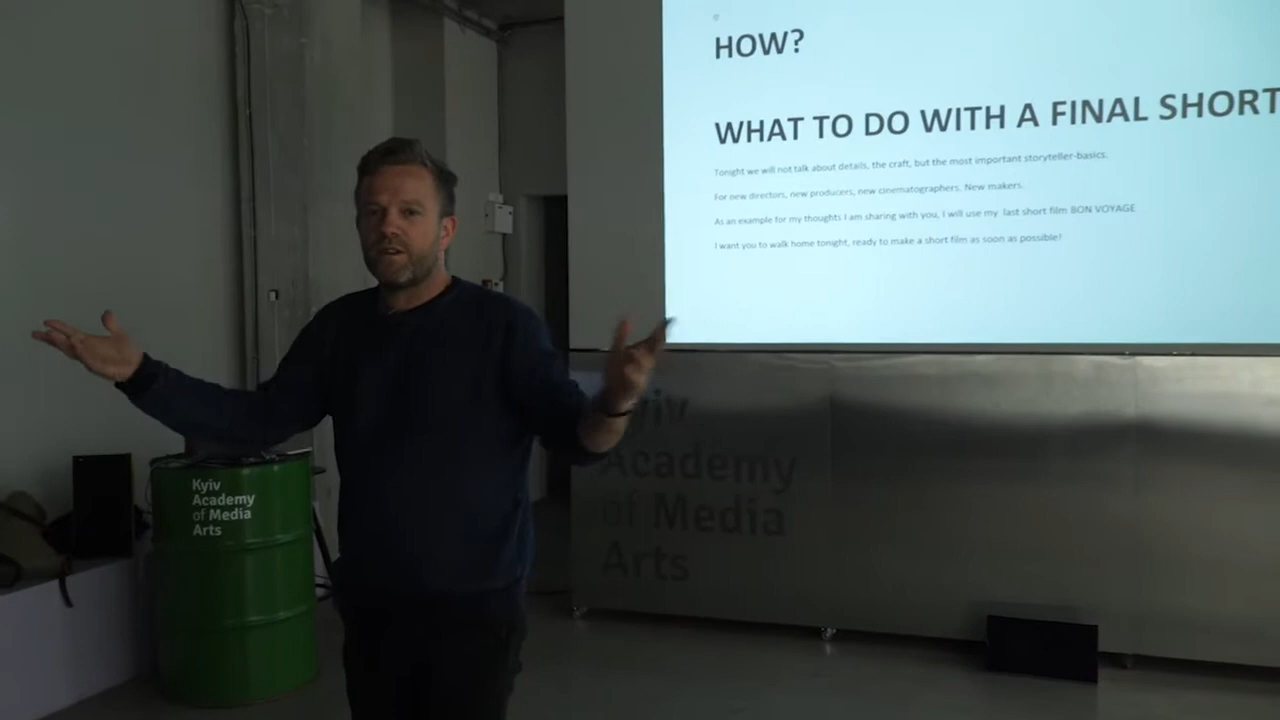 HOW?
WHAT TO DO WITH A FINAL SHORT
Tonight we will not talk about details, the craft, but the most important storyteller-basics.
For new directors, new producers, new cinematographers. New makers.
As an example for my thoughts I am sharing with you, I will use my last short film BON VOYAGE
I want you to walk home tonight, ready to make a short film as soon as possible!
Kyiv
Academy
of Media
Arts
yiv
Academy
of Media
Arts